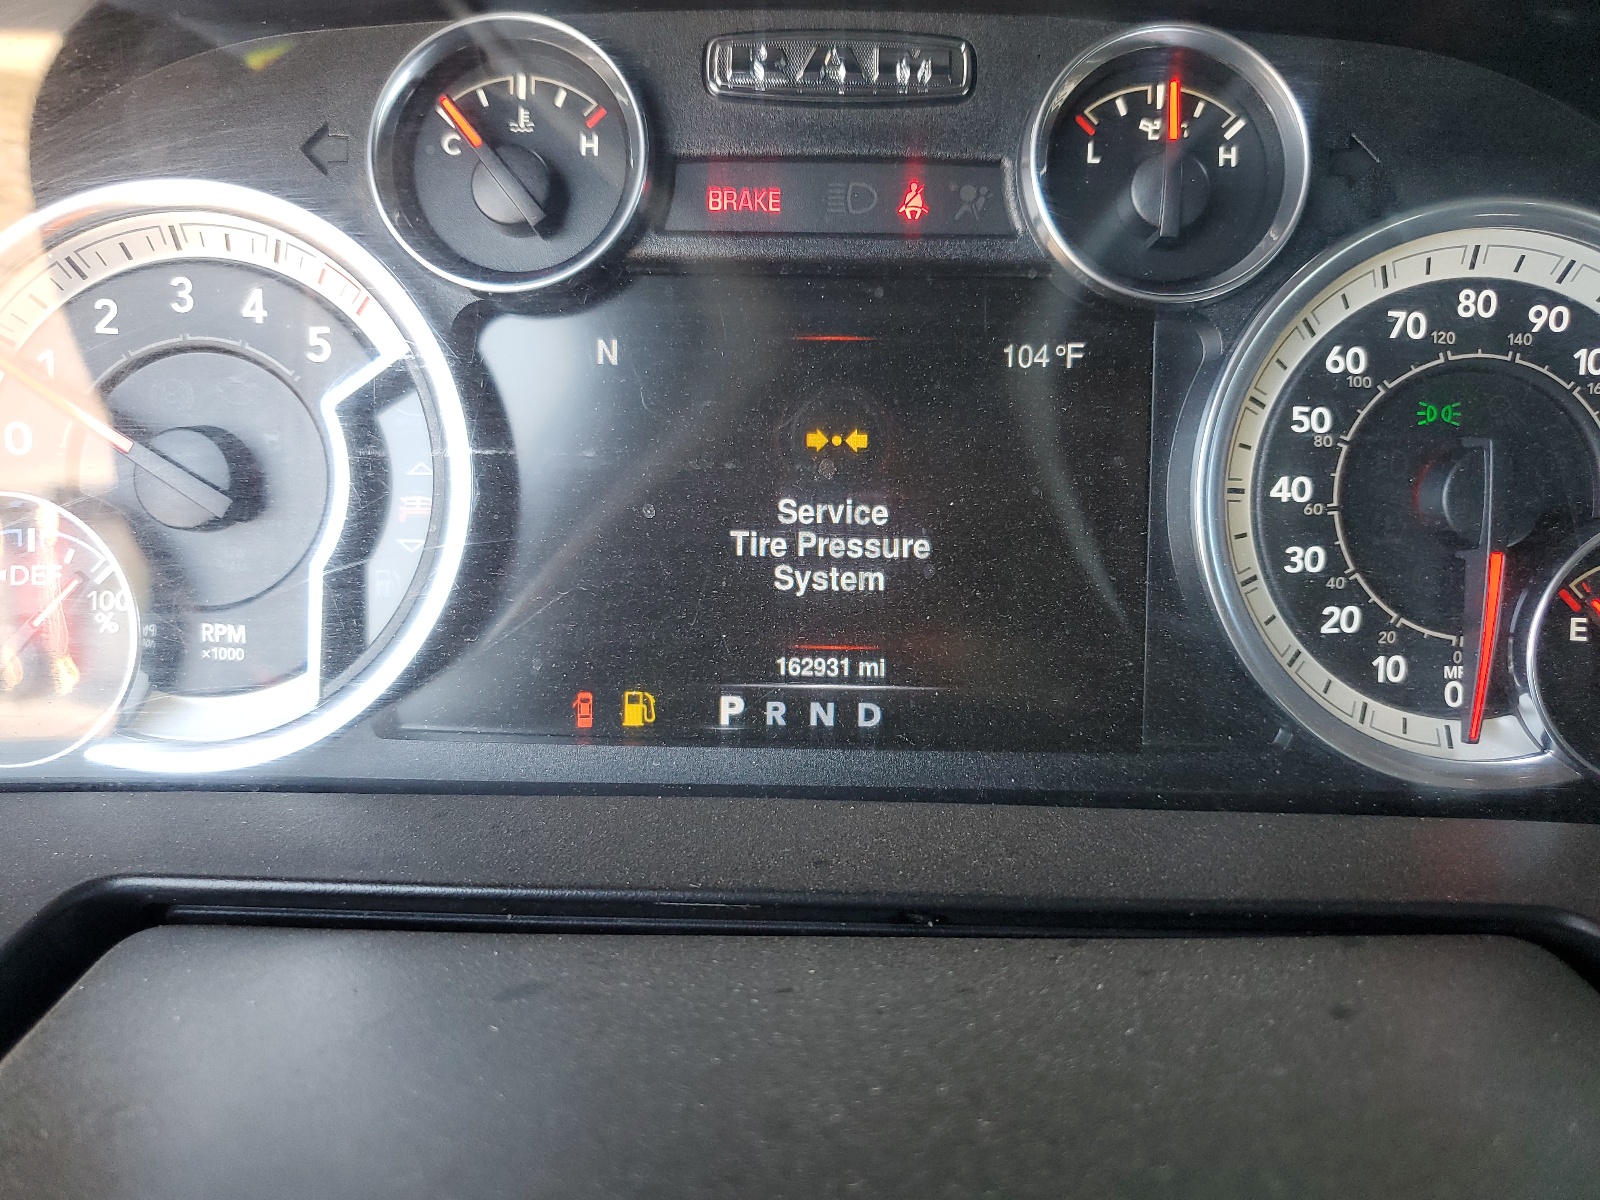 RAM
C H
BRAKE
L H
N
104 °F
Service
Tire Pressure
System
162931 mi
P R N D
0 1 2 3 4 5
RPM
×1000
DEF
100
%
0 10 20 30 40 50 60 70 80 90
20 40 60 80 100 120 140
E